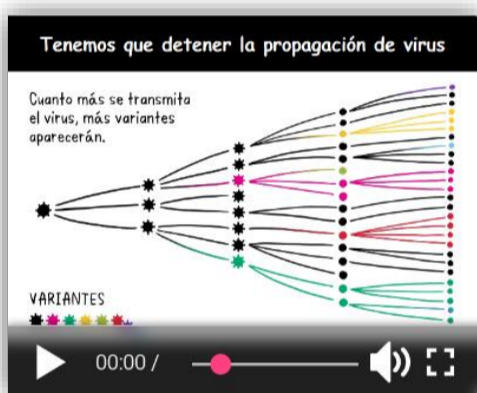 Tenemos que detener la propagación de virus
Cuanto más se transmita
el virus, más variantes
aparecerán.
VARIANTES
00:00 /